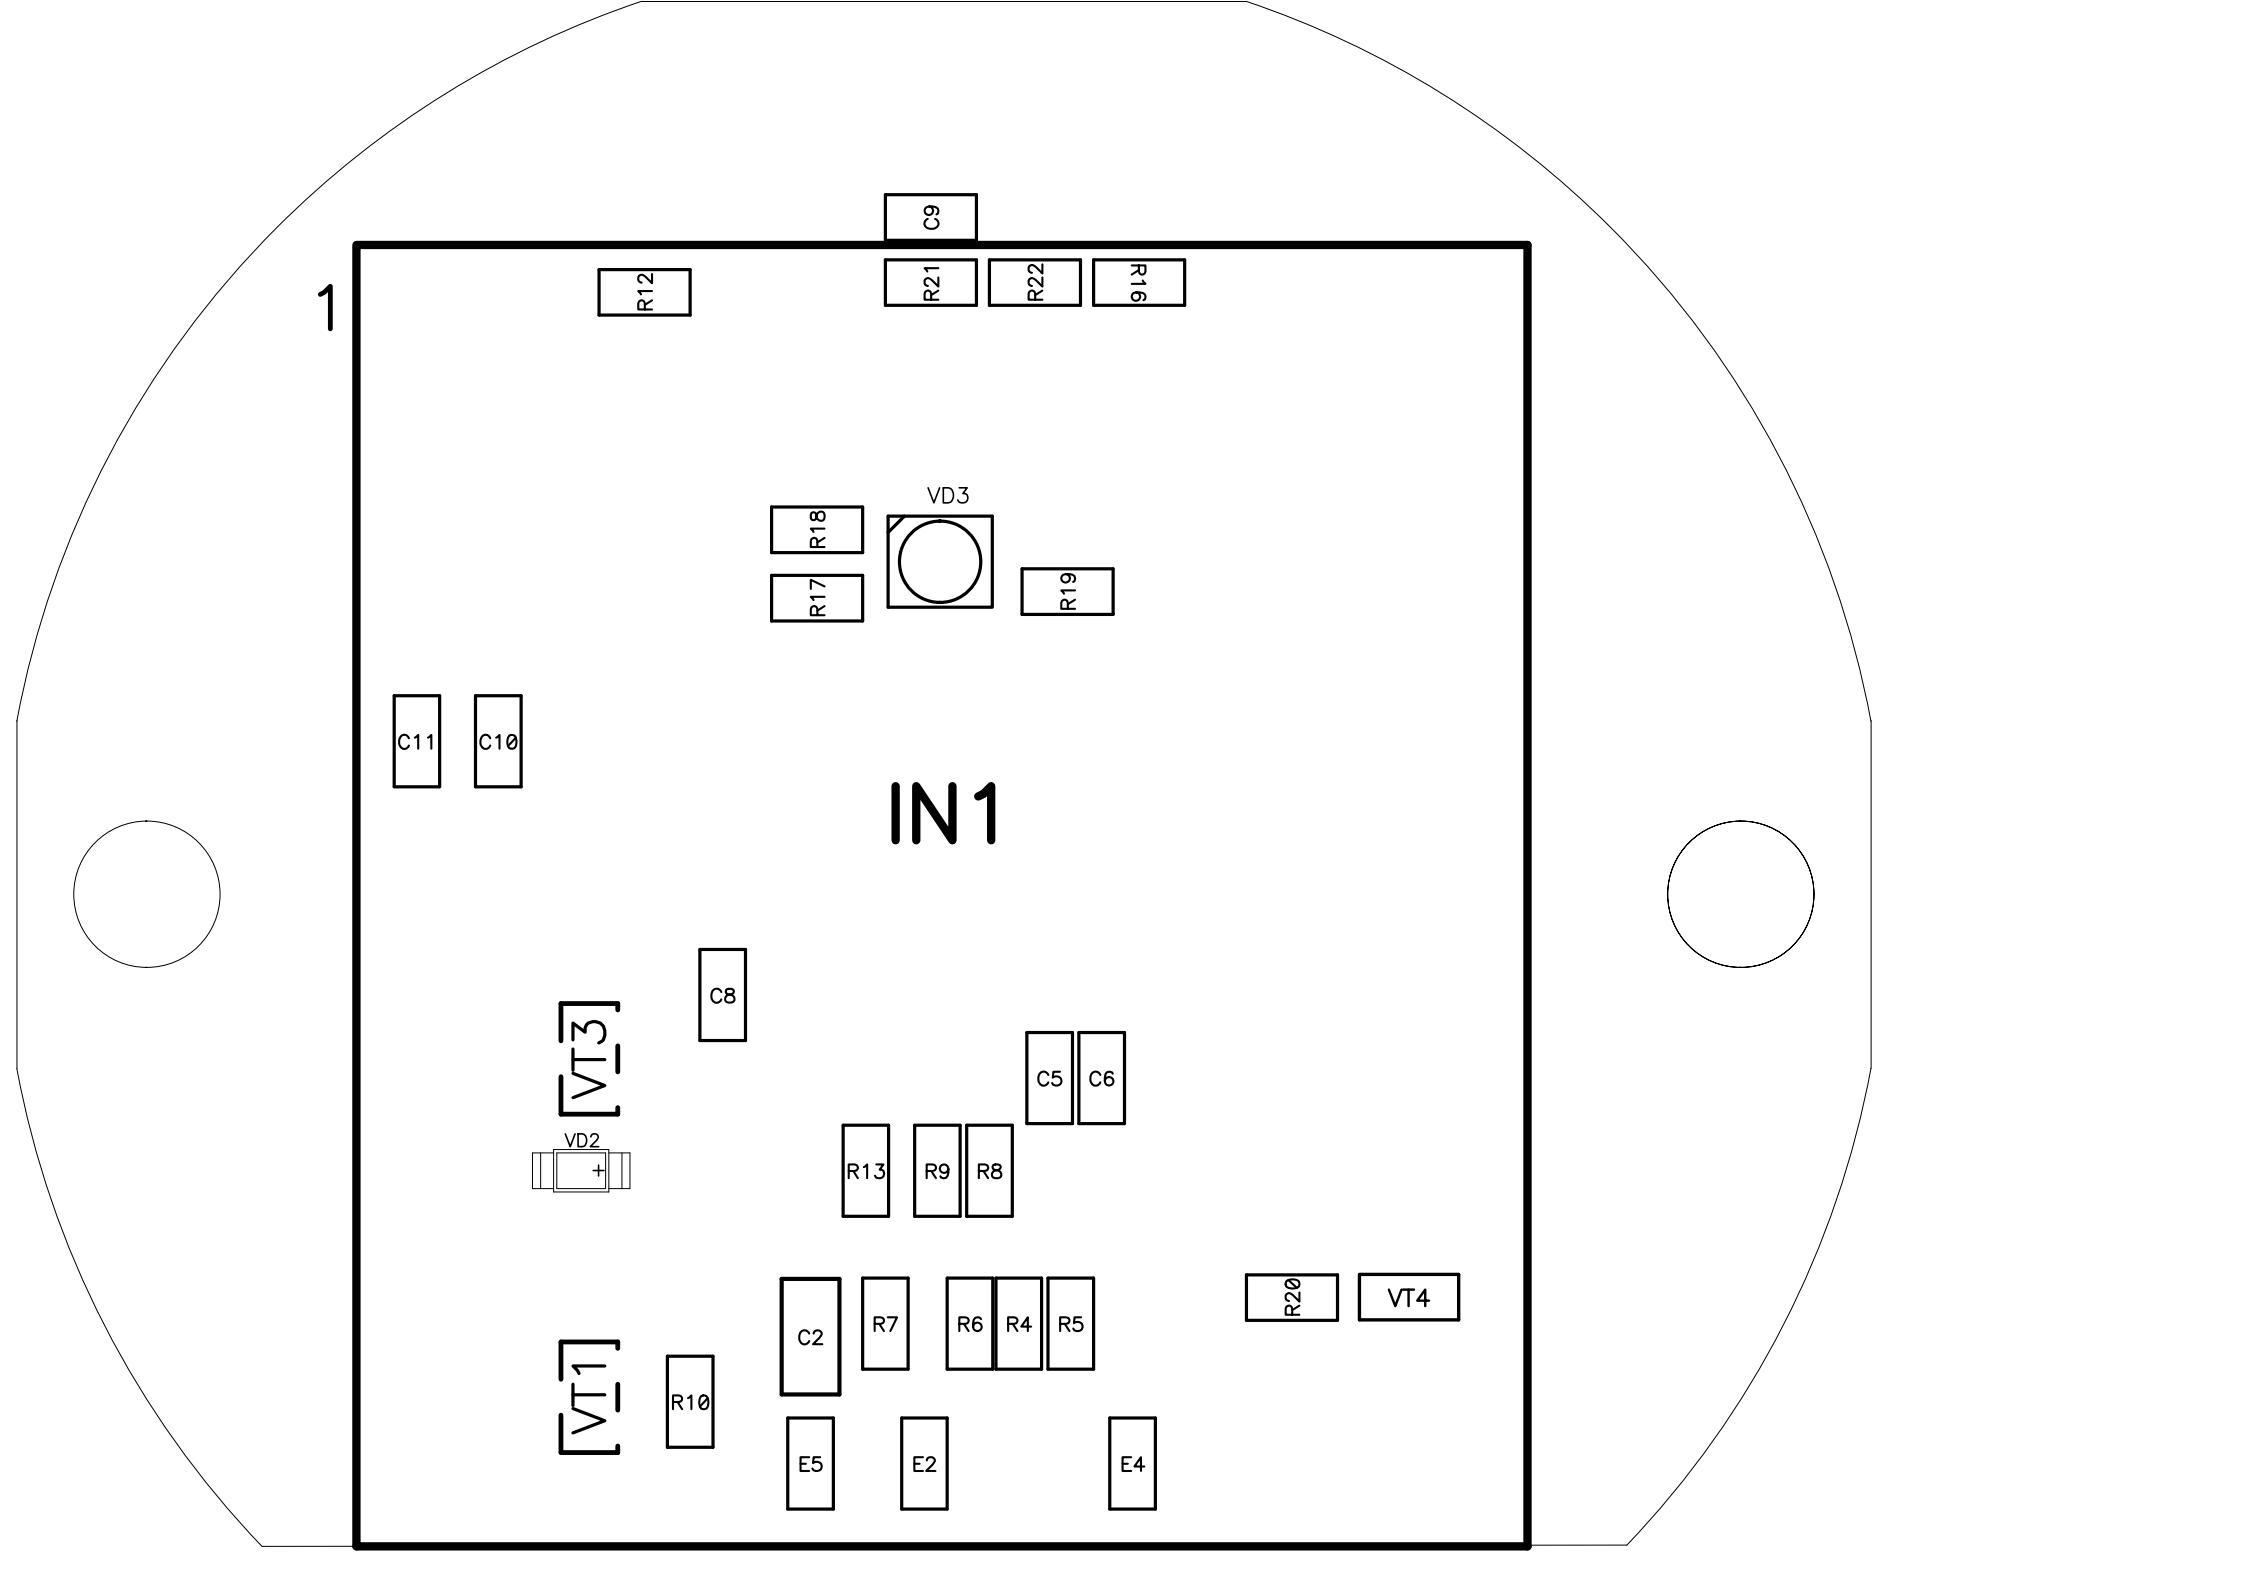 C9
1
R12
R21
R22
R16
VD3
R18
R17
R19
C11
C10
IN1
C8
VT3
C5
C6
VD2
R13
R9
R8
R20
VT4
C2
R7
R6
R4
R5
VT1
R10
E5
E2
E4